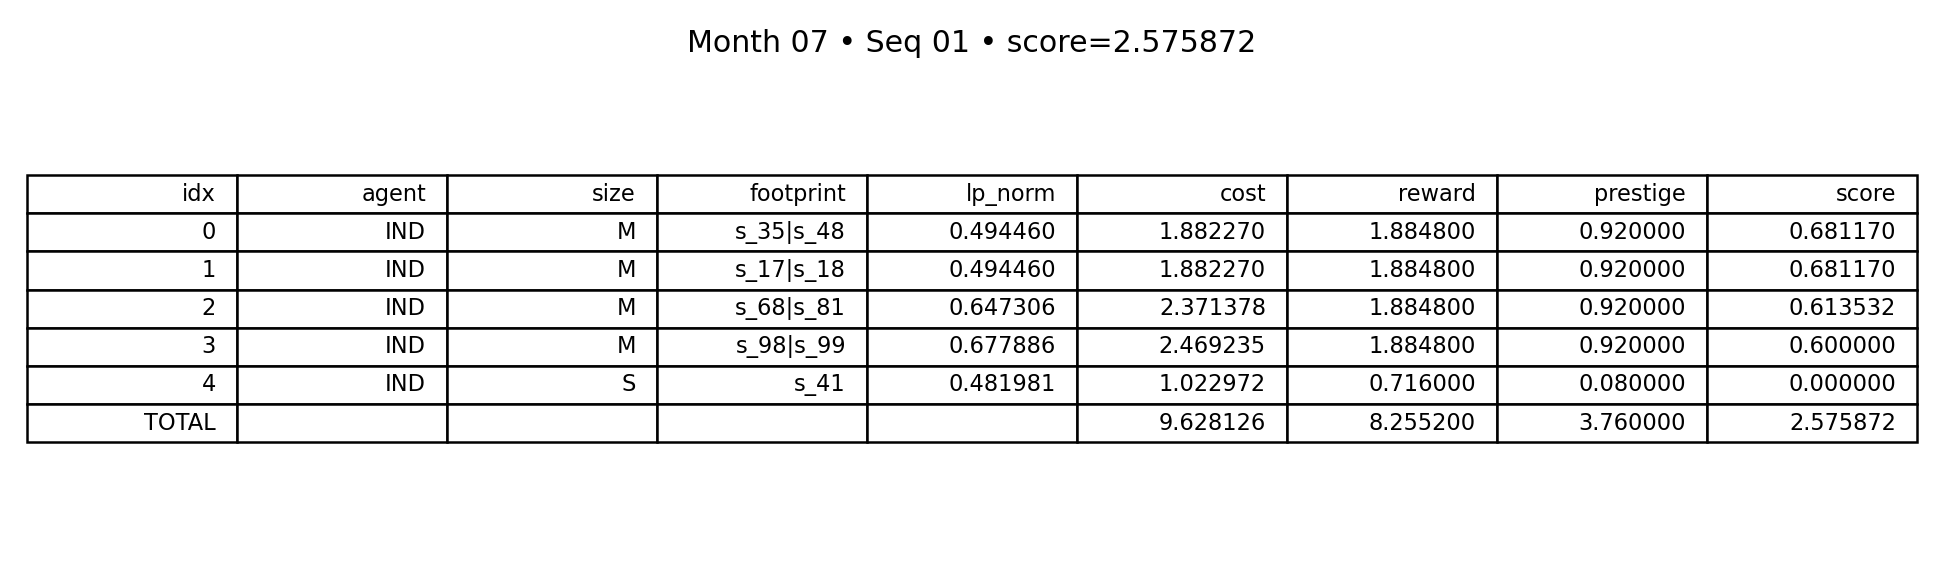 Month 07 • Seq 01 • score=2.575872
idx agent size footprint lp_norm cost reward prestige score
0 IND M s_35|s_48 0.494460 1.882270 1.884800 0.920000 0.681170
1 IND M s_17|s_18 0.494460 1.882270 1.884800 0.920000 0.681170
2 IND M s_68|s_81 0.647306 2.371378 1.884800 0.920000 0.613532
3 IND M s_98|s_99 0.677886 2.469235 1.884800 0.920000 0.600000
4 IND S s_41 0.481981 1.022972 0.716000 0.080000 0.000000
TOTAL 9.628126 8.255200 3.760000 2.575872